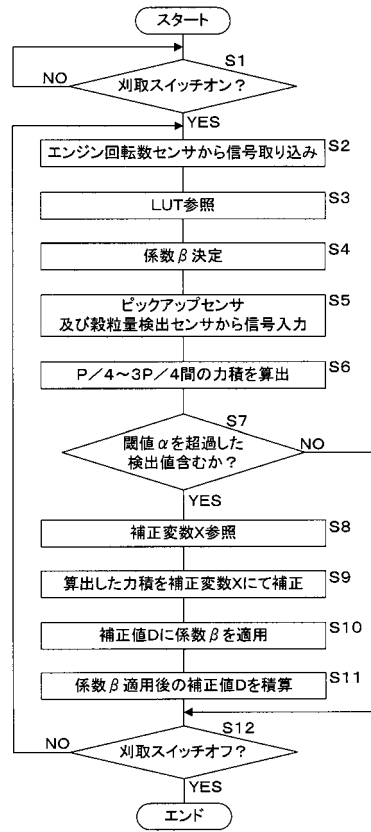 スタート
S1
刈取スイッチオン？
NO
YES
S2
エンジン回転数センサから信号取り込み
S3
LUT参照
S4
係数β決定
S5
ピックアップセンサ
及び穀粒量検出センサから信号入力
S6
P／4～3P／4間の力積を算出
S7
閾値αを超過した
検出値含むか？
NO
YES
S8
補正変数X参照
S9
算出した力積を補正変数Xにて補正
S10
補正値Dに係数βを適用
S11
係数β適用後の補正値Dを積算
S12
刈取スイッチオフ？
NO
YES
エンド